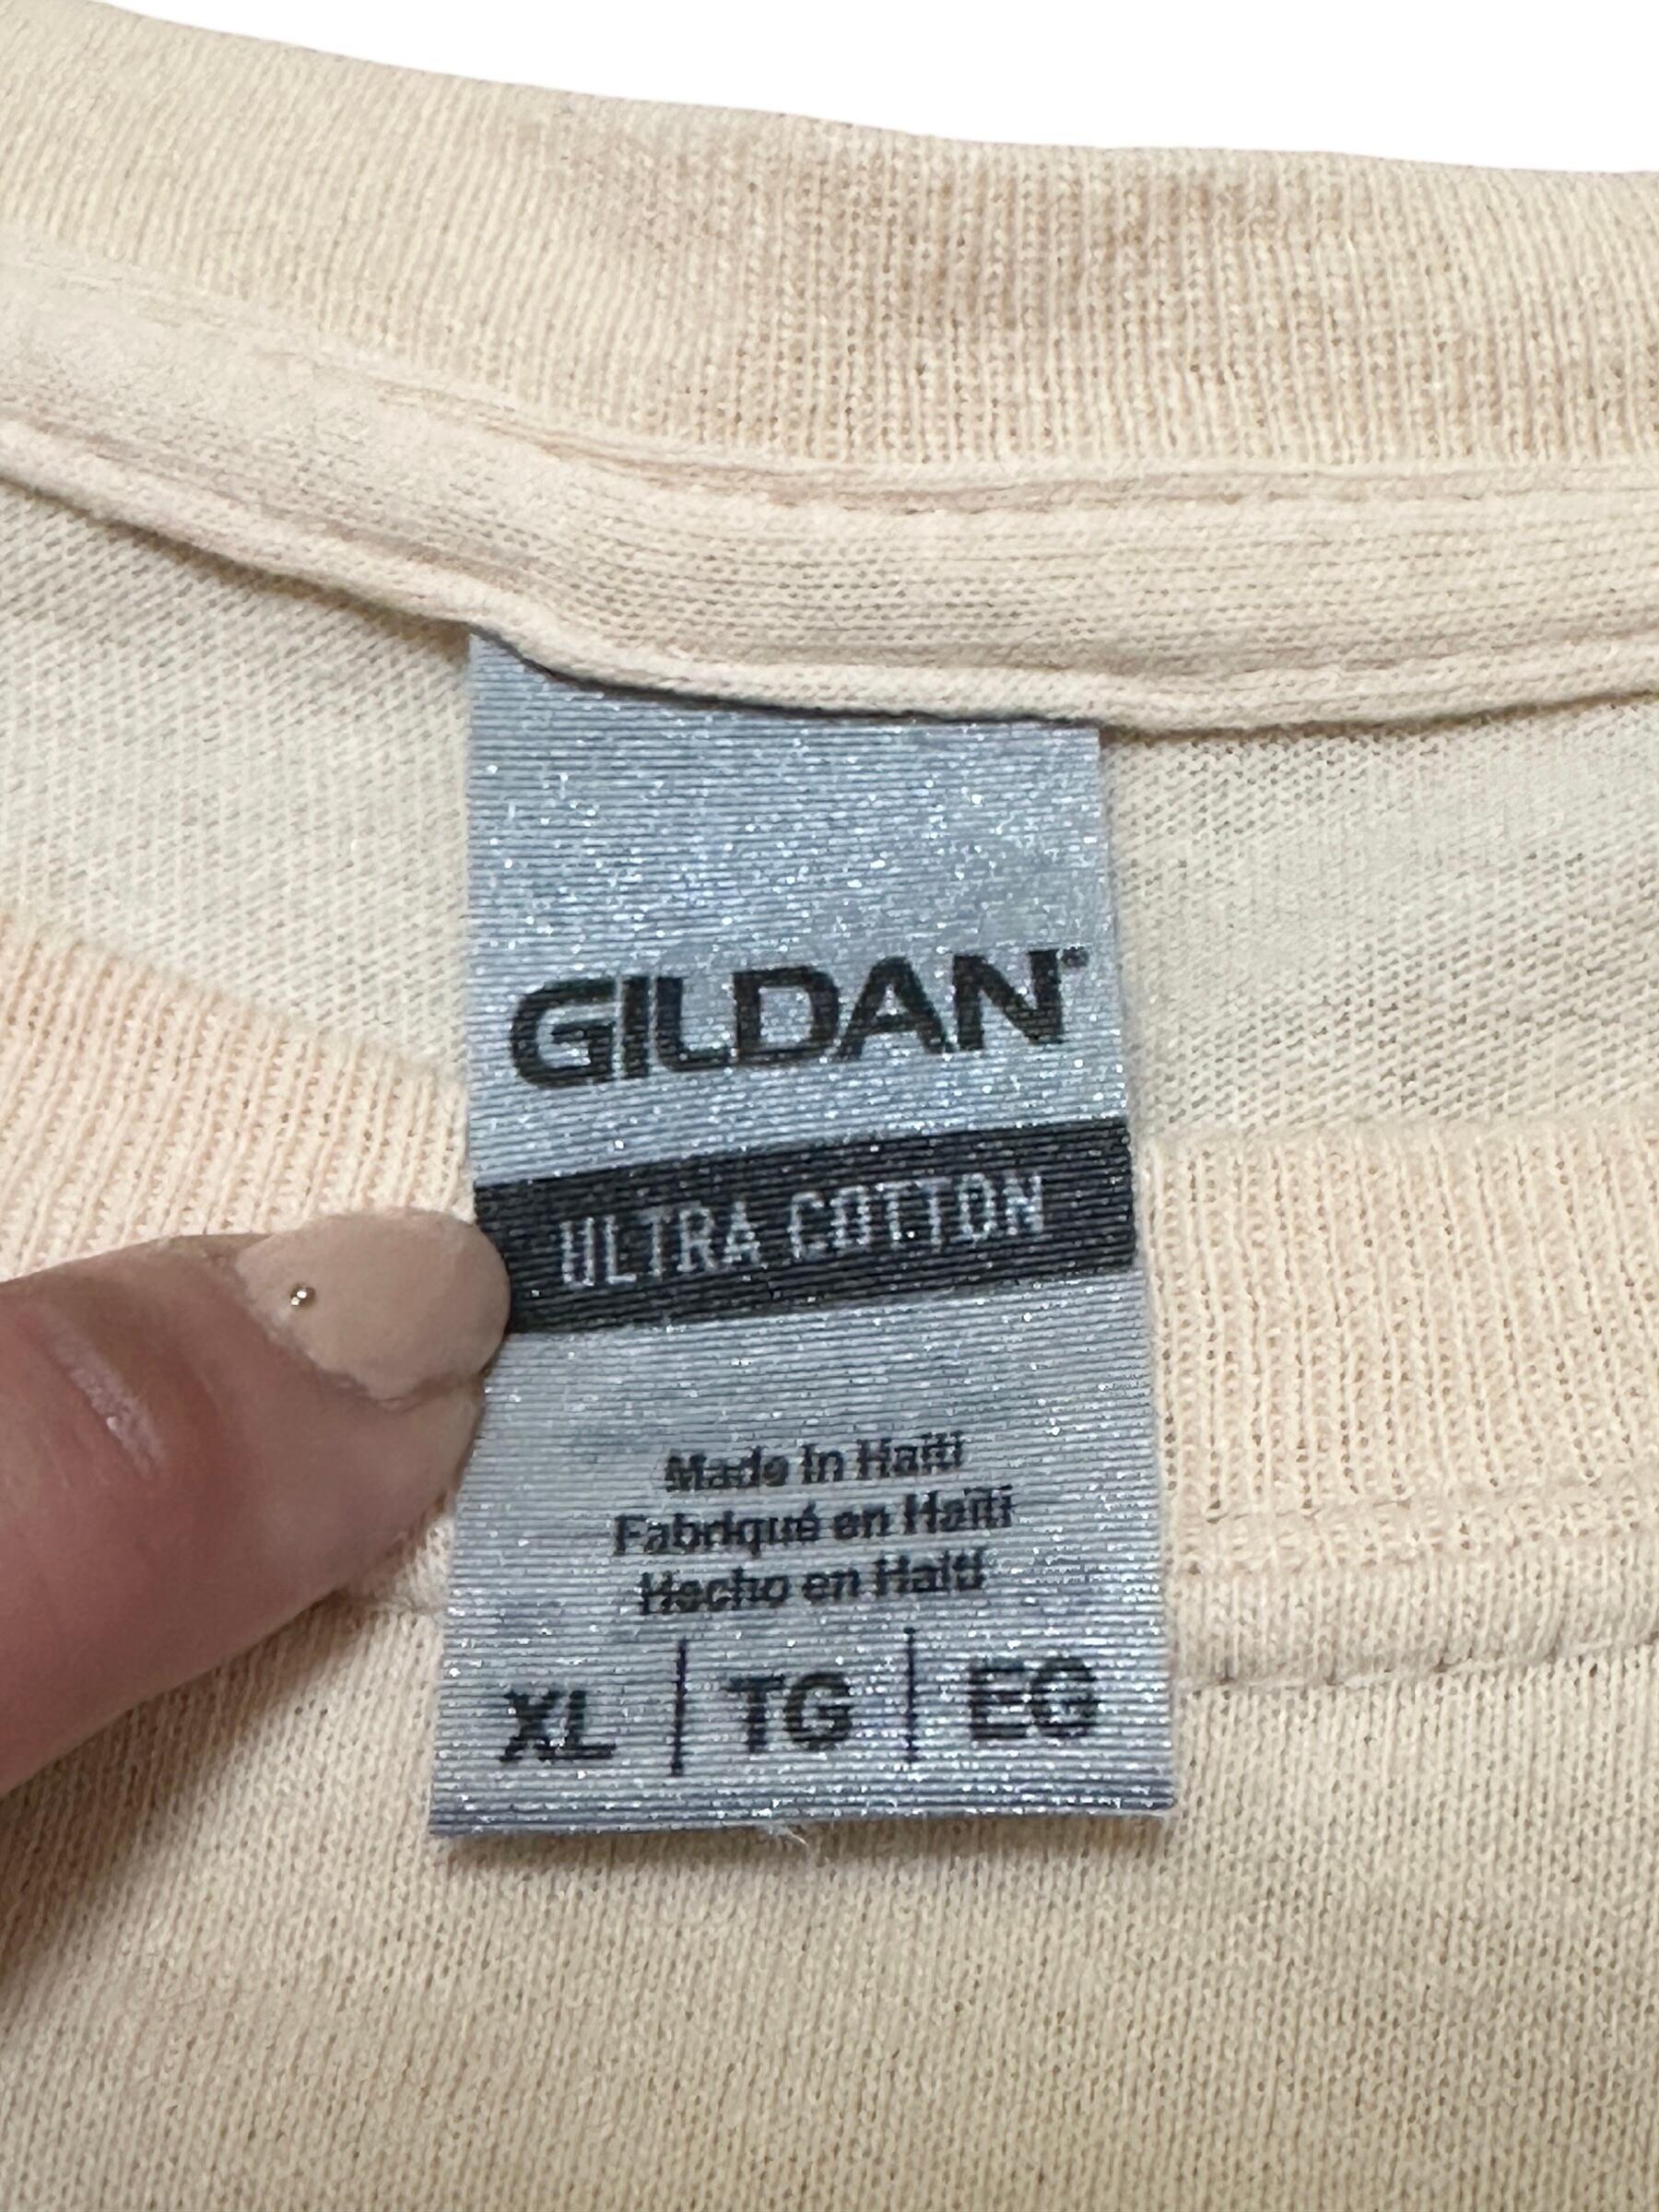 GILDAN
ULTRA COTTON
Made in Haiti
Fabriqué en Haïti
Hecho en Haití
XL | TG | EG